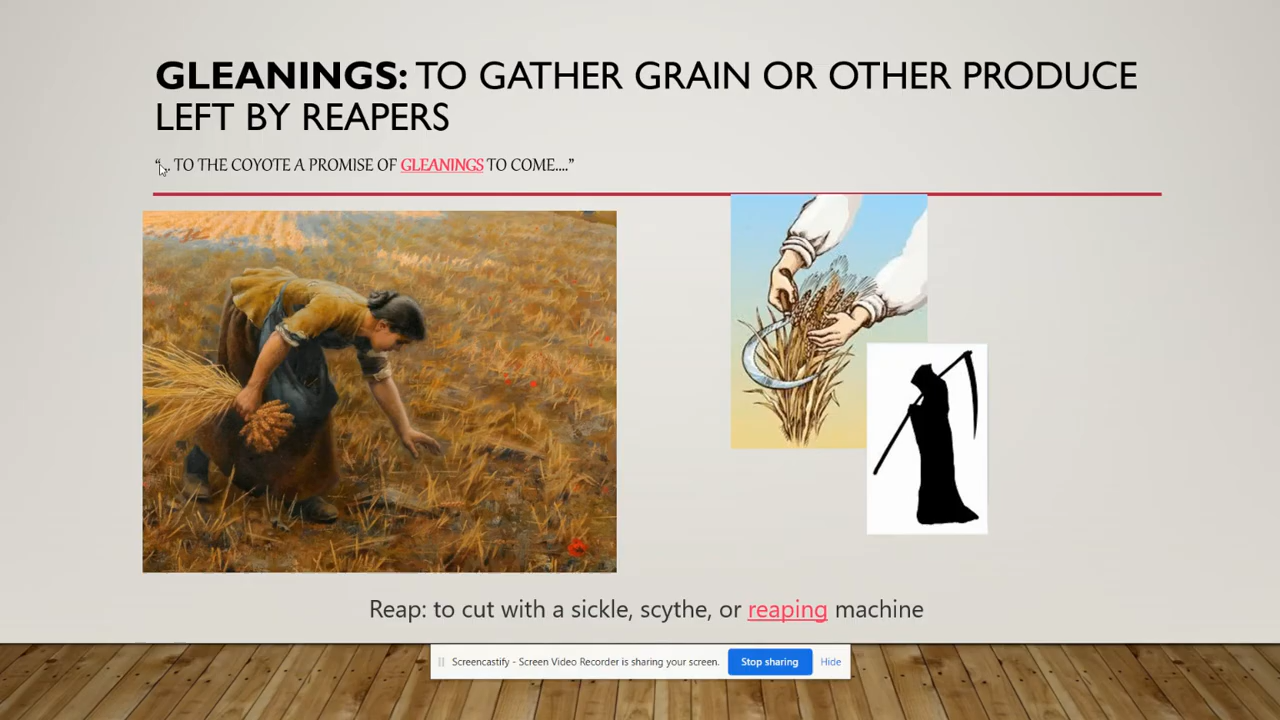 GLEANINGS: TO GATHER GRAIN OR OTHER PRODUCE
LEFT BY REAPERS
“... TO THE COYOTE A PROMISE OF GLEANINGS TO COME....”
Reap: to cut with a sickle, scythe, or reaping machine
Screencastify - Screen Video Recorder is sharing your screen. Stop sharing Hide